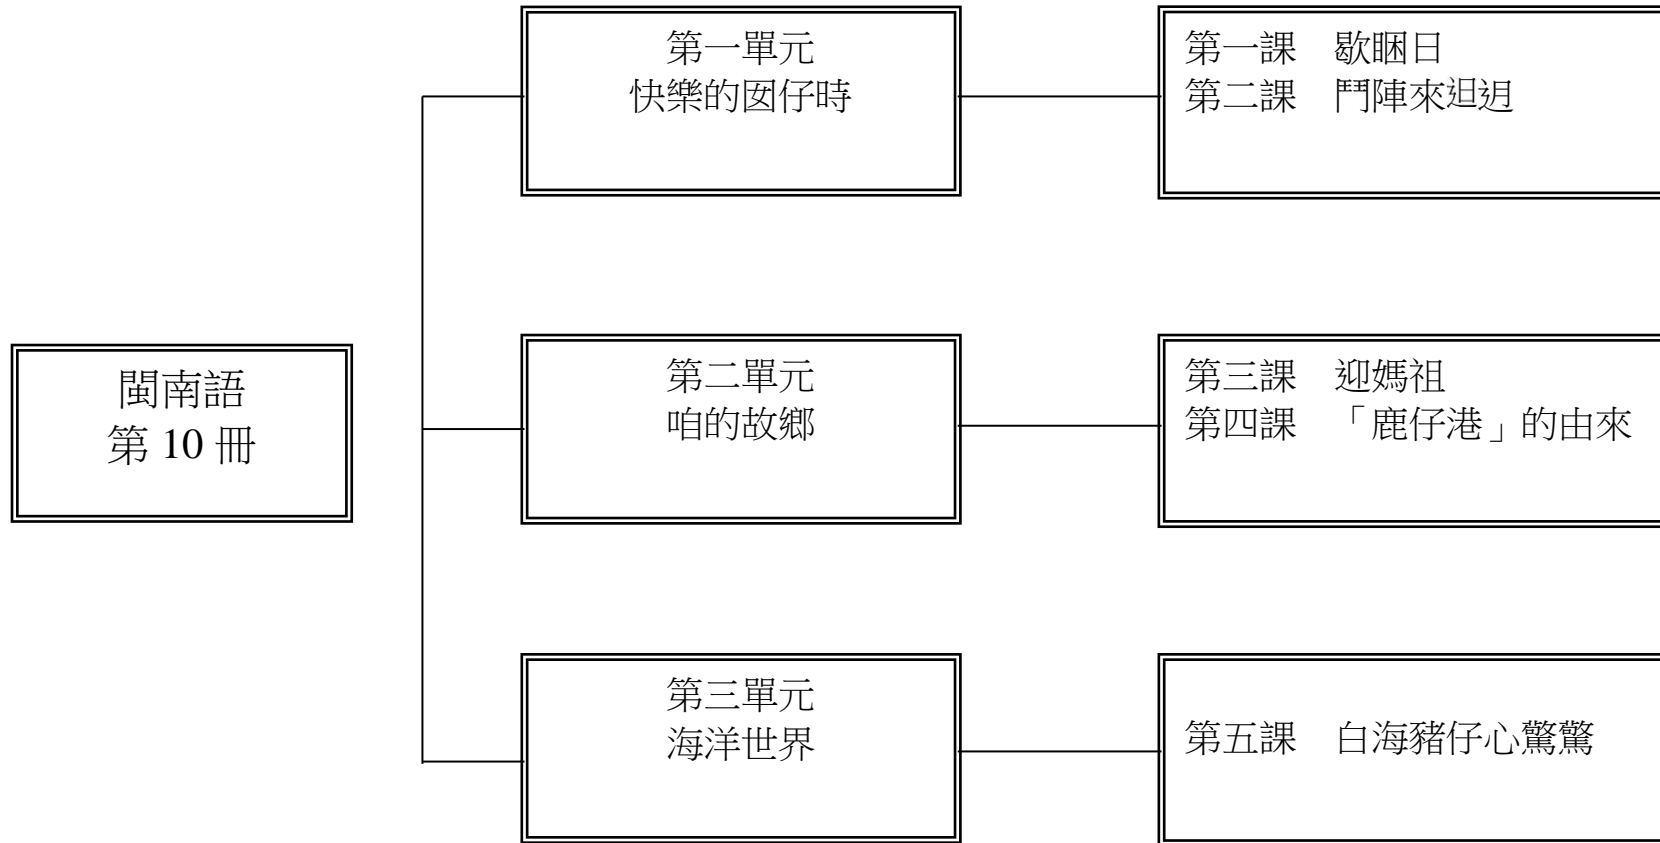 閩南語
第 10 冊
第一單元
快樂的囡仔時
第一課　歇睏日
第二課　鬥陣來𨑨迌
第二單元
咱的故鄉
第三課　迎媽祖
第四課　「鹿仔港」的由來
第三單元
海洋世界
第五課　白海豬仔心驚驚